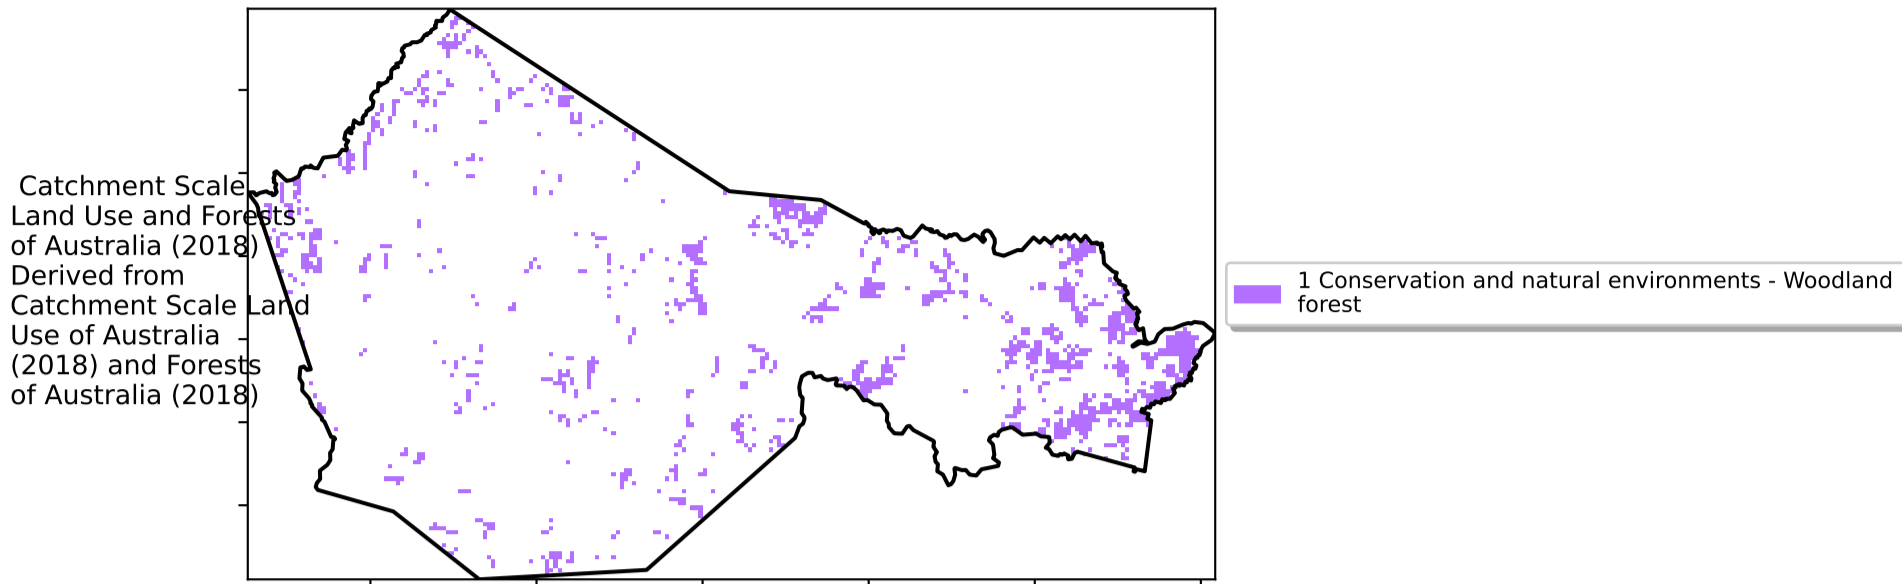 Catchment Scale
Land Use and Forests
of Australia (2018)
Derived from
Catchment Scale Land
Use of Australia
(2018) and Forests
of Australia (2018)
1 Conservation and natural environments - Woodland
forest